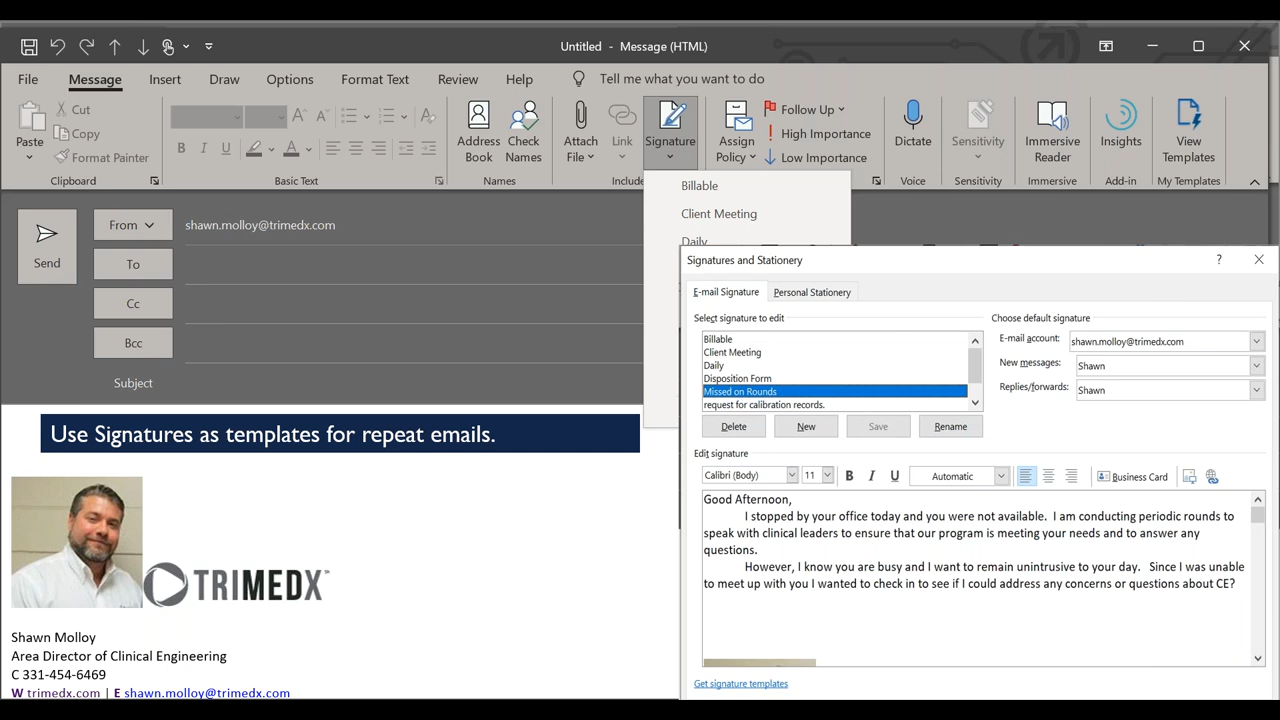 Untitled - Message (HTML)
File Message Insert Draw Options Format Text Review Help Tell me what you want to do
Paste
Cut
Copy
Format Painter
Clipboard
B I U A
Basic Text
Address Book
Check Names
Names
Attach File
Link
Signature
Include
Assign Policy
Follow Up
High Importance
Low Importance
Dictate
Voice
Sensitivity
Sensitivity
Immersive Reader
Immersive
Insights
Add-in
View Templates
My Templates
Billable
Client Meeting
Daily
Send
From shawn.molloy@trimedx.com
To
Cc
Bcc
Subject
Use Signatures as templates for repeat emails.
TRIMEDX
Shawn Molloy
Area Director of Clinical Engineering
C 331-454-6469
W trimedx.com | E shawn.molloy@trimedx.com
Signatures and Stationery ?
E-mail Signature Personal Stationery
Select signature to edit
Billable
Client Meeting
Daily
Disposition Form
Missed on Rounds
request for calibration records.
Delete New Save Rename
Choose default signature
E-mail account: shawn.molloy@trimedx.com
New messages: Shawn
Replies/forwards: Shawn
Edit signature
Calibri (Body) 11 B I U Automatic Business Card
Good Afternoon,
I stopped by your office today and you were not available. I am conducting periodic rounds to
speak with clinical leaders to ensure that our program is meeting your needs and to answer any
questions.
However, I know you are busy and I want to remain unintrusive to your day. Since I was unable
to meet up with you I wanted to check in to see if I could address any concerns or questions about CE?
Get signature templates